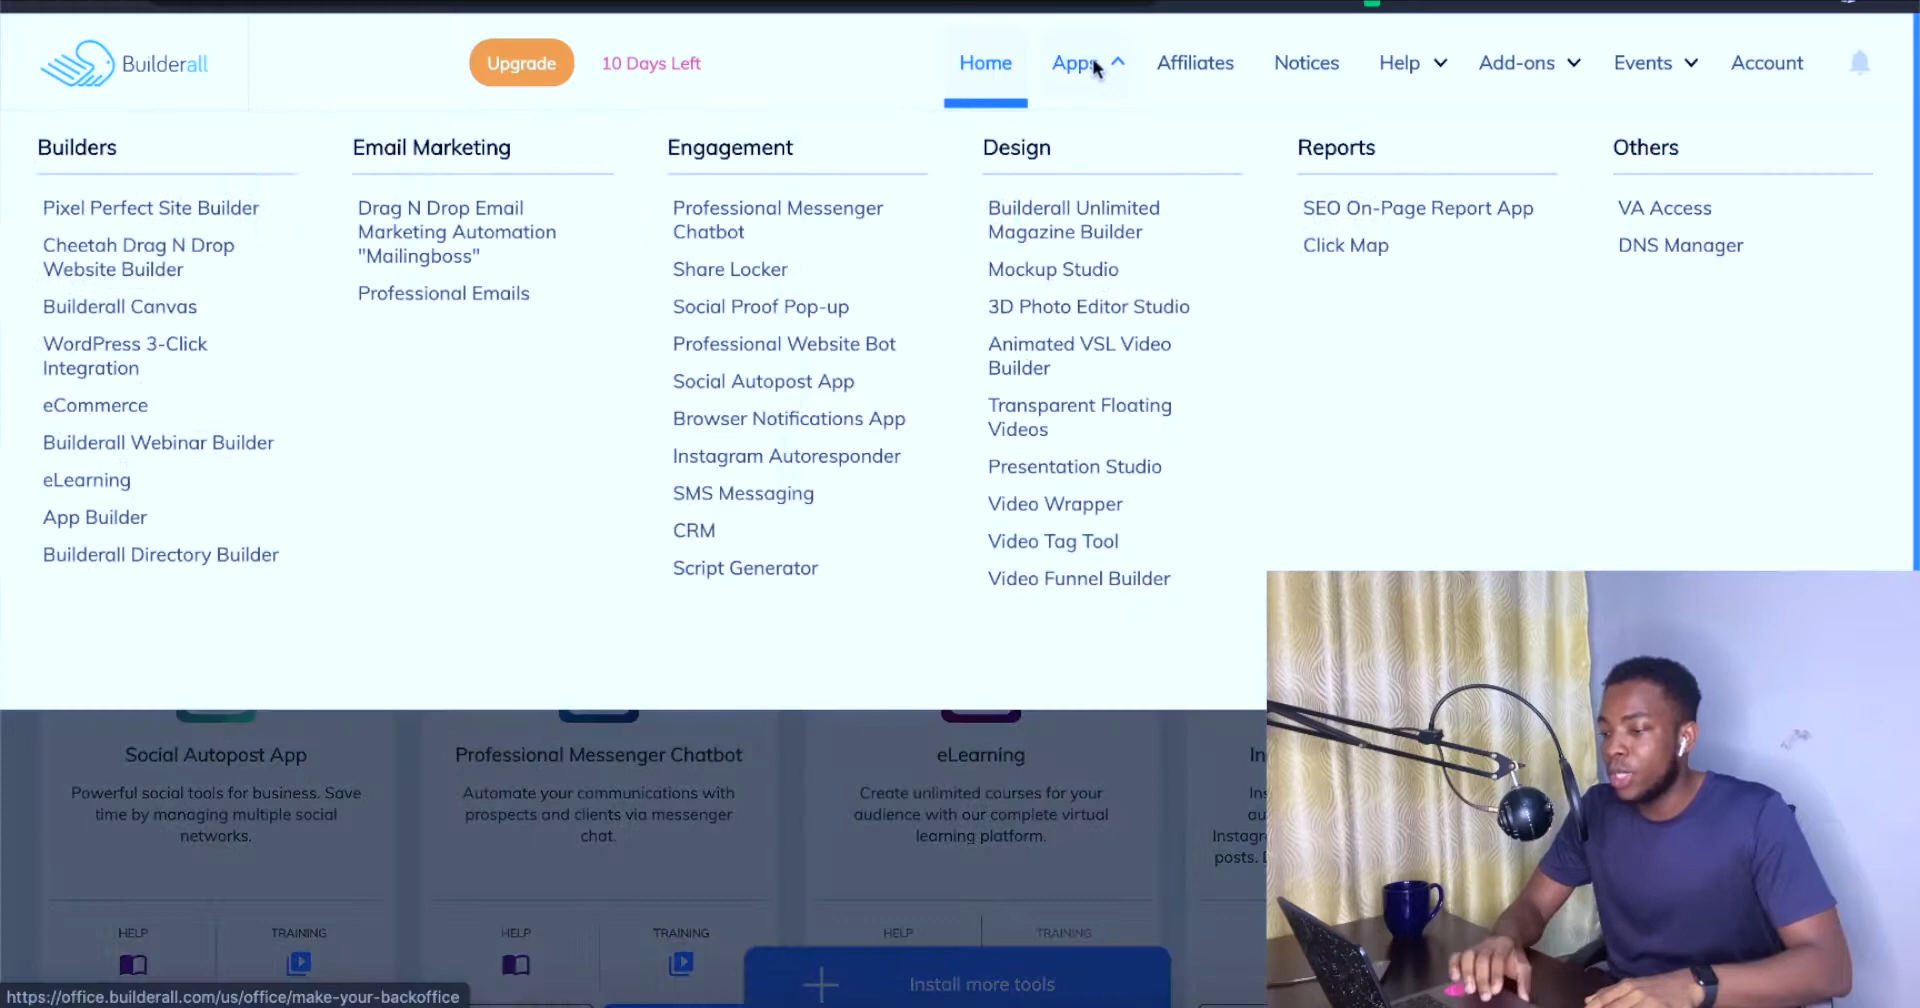 Builderall
Upgrade
10 Days Left
Home
Apps
Affiliates
Notices
Help
Add-ons
Events
Account
Builders
Pixel Perfect Site Builder
Cheetah Drag N Drop
Website Builder
Builderall Canvas
WordPress 3-Click
Integration
eCommerce
Builderall Webinar Builder
eLearning
App Builder
Builderall Directory Builder
Email Marketing
Drag N Drop Email
Marketing Automation
"Mailingboss"
Professional Emails
Engagement
Professional Messenger
Chatbot
Share Locker
Social Proof Pop-up
Professional Website Bot
Social Autopost App
Browser Notifications App
Instagram Autoresponder
SMS Messaging
CRM
Script Generator
Design
Builderall Unlimited
Magazine Builder
Mockup Studio
3D Photo Editor Studio
Animated VSL Video
Builder
Transparent Floating
Videos
Presentation Studio
Video Wrapper
Video Tag Tool
Video Funnel Builder
Reports
SEO On-Page Report App
Click Map
Others
VA Access
DNS Manager
Social Autopost App
Powerful social tools for business. Save
time by managing multiple social
networks.
HELP
TRAINING
Professional Messenger Chatbot
Automate your communications with
prospects and clients via messenger
chat.
HELP
TRAINING
eLearning
Create unlimited courses for your
audience with our complete virtual
learning platform.
HELP
TRAINING
posts.
Install more tools
https://office.builderall.com/us/office/make-your-backoffice